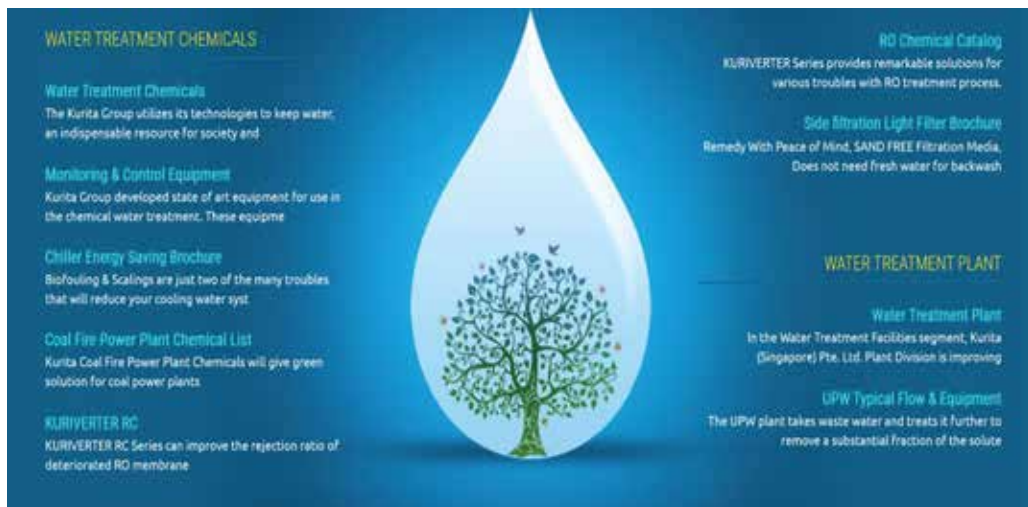 WATER TREATMENT CHEMICALS
Water Treatment Chemicals
The Kurita Group utilizes its technologies to keep water,
an indispensable resource for society and
Monitoring & Control Equipment
Kurita Group developed state of art equipment for use in
the chemical water treatment. These equipme
Chiller Energy Saving Brochure
Biofouling & Scalings are just two of the many troubles
that will reduce your cooling water syst
Coal Fire Power Plant Chemical List
Kurita Coal Fire Power Plant Chemicals will give green
solution for coal power plants
KURIVERTER RC
KURIVERTER RC Series can improve the rejection ratio of
deteriorated RO membrane
RO Chemical Catalog
KURIVERTER Series provides remarkable solutions for
various troubles with RO treatment process.
Side filtration Light Filter Brochure
Remedy With Peace of Mind, SAND FREE Filtration Media,
Does not need fresh water for backwash
WATER TREATMENT PLANT
Water Treatment Plant
In the Water Treatment Facilities segment, Kurita
(Singapore) Pte. Ltd. Plant Division is improving
UPW Typical Flow & Equipment
The UPW plant takes waste water and treats it further to
remove a substantial fraction of the solute